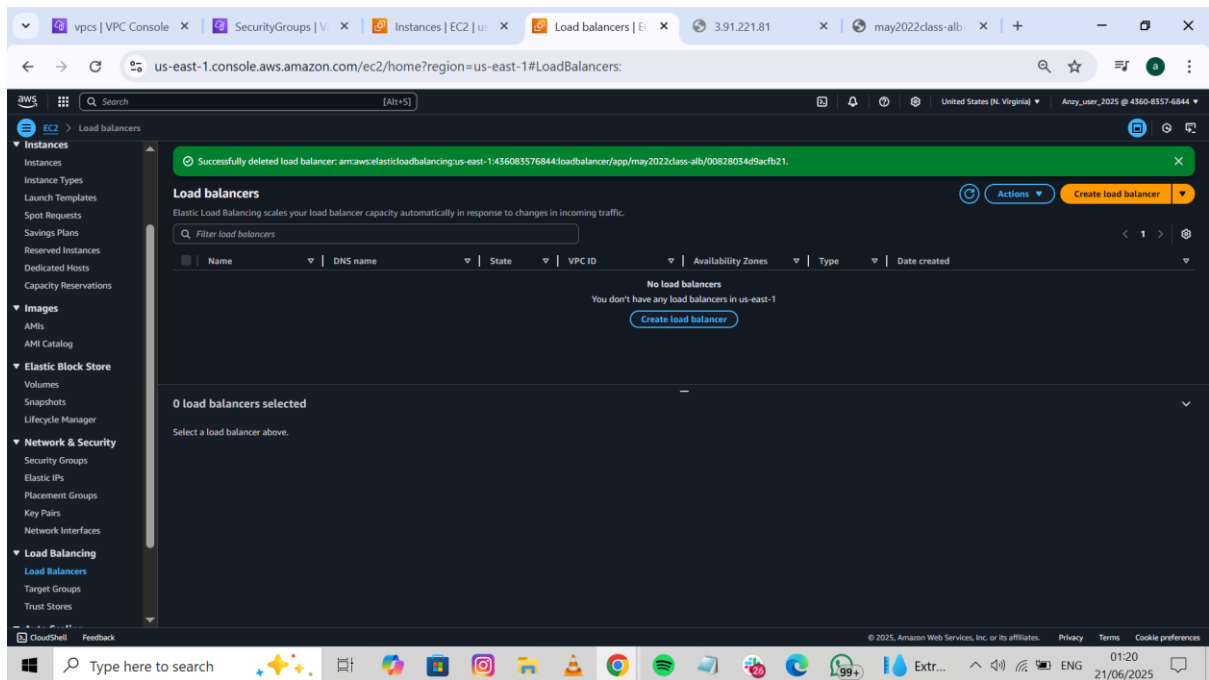 vpcs | VPC Console
SecurityGroups | V
Instances | EC2 | us
Load balancers | EC
3.91.221.81
may2022class-alb-
us-east-1.console.aws.amazon.com/ec2/home?region=us-east-1#LoadBalancers:
a
aws
Search
[Alt+S]
United States (N. Virginia)
Anzy_user_2025 @ 4360-8357-6844
EC2 > Load balancers
Instances
Instances
Instance Types
Launch Templates
Spot Requests
Savings Plans
Reserved Instances
Dedicated Hosts
Capacity Reservations
Images
AMIs
AMI Catalog
Elastic Block Store
Volumes
Snapshots
Lifecycle Manager
Network & Security
Security Groups
Elastic IPs
Placement Groups
Key Pairs
Network Interfaces
Load Balancing
Load Balancers
Target Groups
Trust Stores
Successfully deleted load balancer: arn:aws:elasticloadbalancing:us-east-1:436083576844:loadbalancer/app/may2022class-alb/00828034d9acfb21.
Load balancers
Actions
Create load balancer
Elastic Load Balancing scales your load balancer capacity automatically in response to changes in incoming traffic.
Filter load balancers
1
Name
DNS name
State
VPC ID
Availability Zones
Type
Date created
No load balancers
You don't have any load balancers in us-east-1
Create load balancer
0 load balancers selected
Select a load balancer above.
CloudShell
Feedback
© 2025, Amazon Web Services, Inc. or its affiliates.
Privacy
Terms
Cookie preferences
Type here to search
26
99+
Extr...
ENG
01:20
21/06/2025